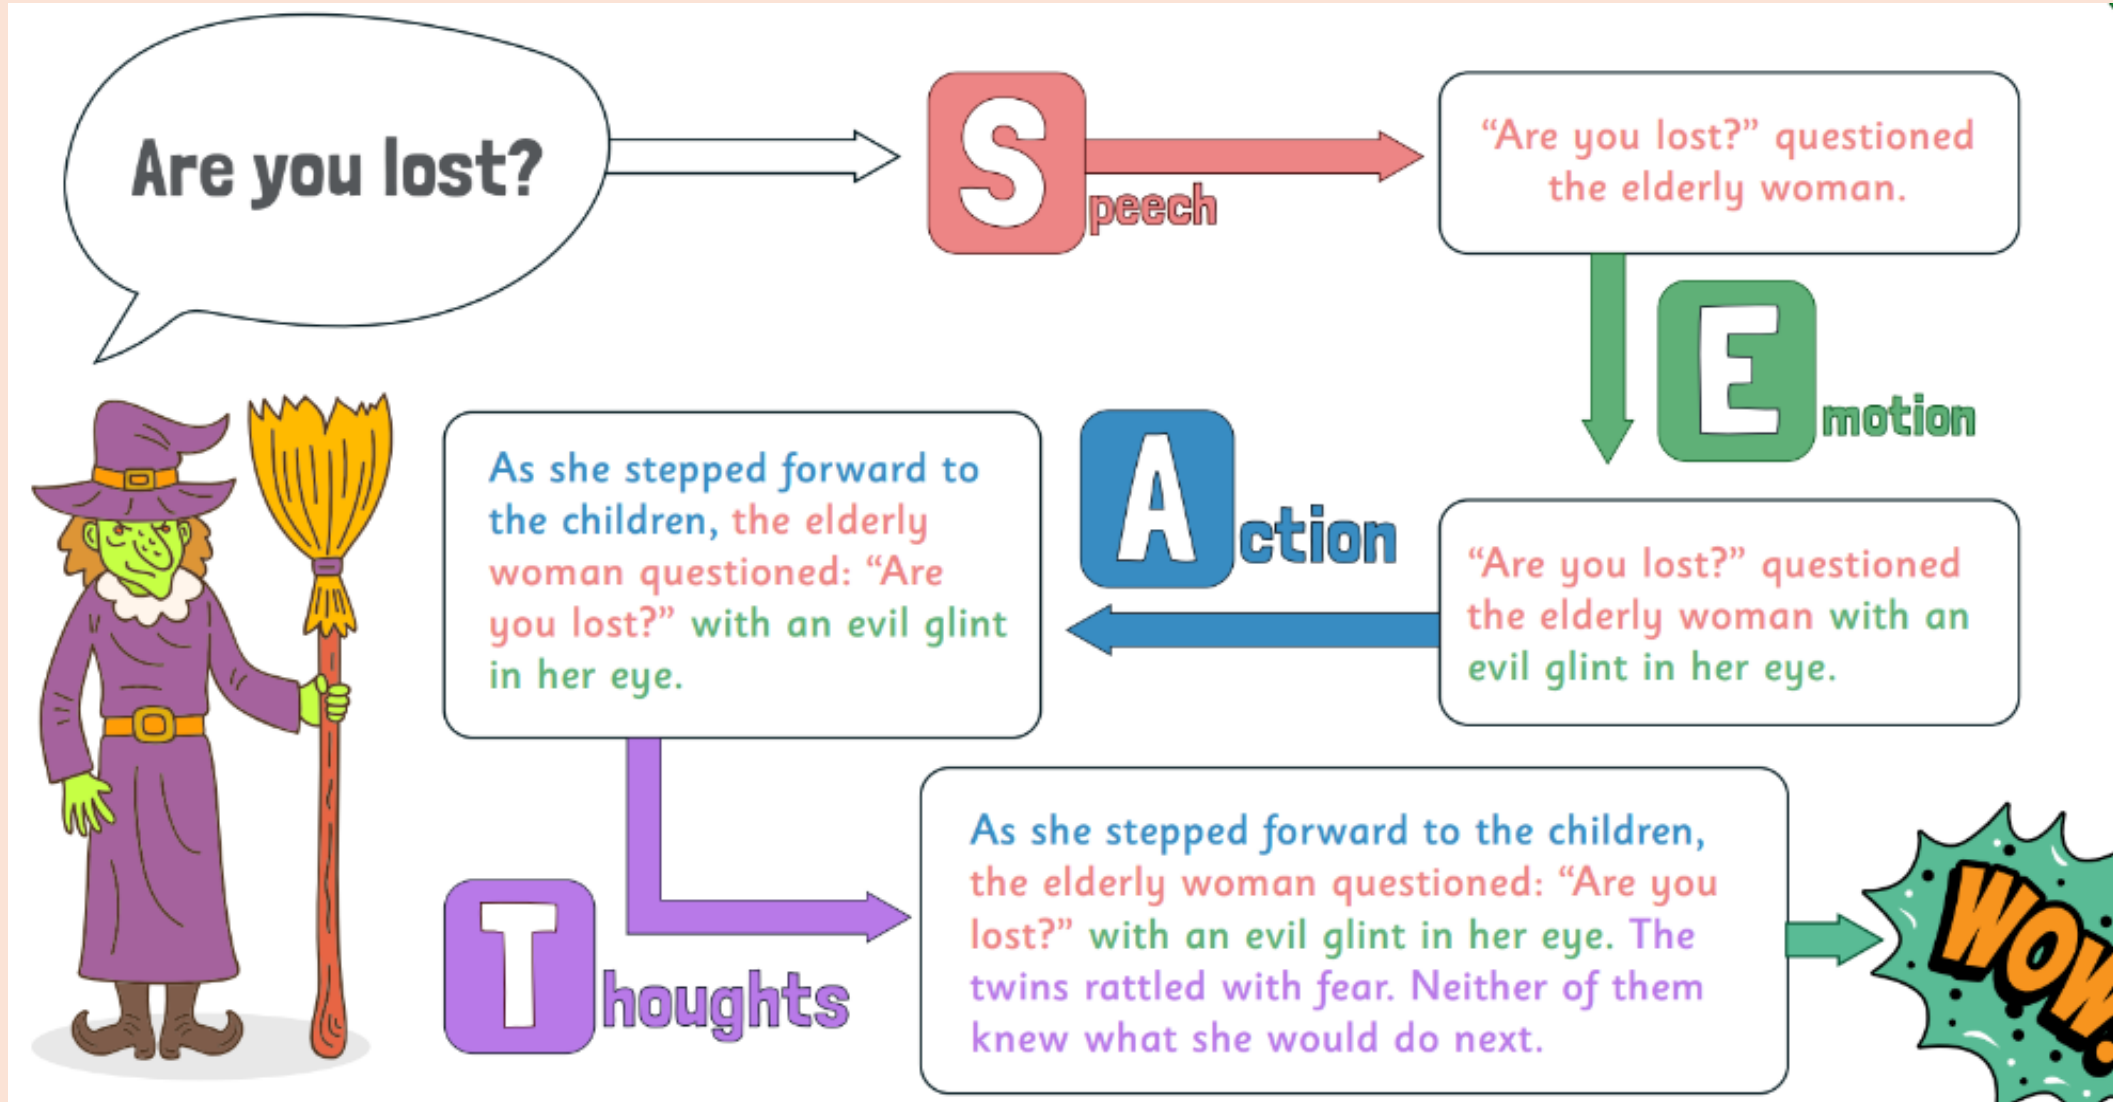 Are you lost?
Speech
“Are you lost?” questioned
the elderly woman.
Emotion
“Are you lost?” questioned
the elderly woman with an
evil glint in her eye.
Action
As she stepped forward to
the children, the elderly
woman questioned: “Are
you lost?” with an evil glint
in her eye.
Thoughts
As she stepped forward to the children,
the elderly woman questioned: “Are you
lost?” with an evil glint in her eye. The
twins rattled with fear. Neither of them
knew what she would do next.
WOW